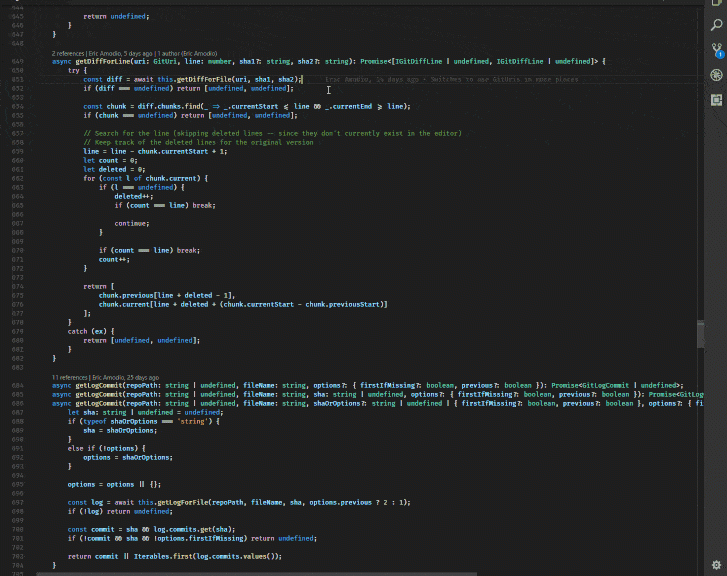 644
645 return undefined;
646 }
647 }
648
2 references | Eric Amodio, 5 days ago | 1 author (Eric Amodio)
649 async getDiffForLine(uri: GitUri, line: number, sha1?: string, sha2?: string): Promise<[IGitDiffLine | undefined, IGitDiffLine | undefined]> {
650 try {
651 const diff = await this.getDiffForFile(uri, sha1, sha2); Eric Amodio, 14 days ago • Switches to use GitUris in more places
652 if (diff === undefined) return [undefined, undefined];
653
654 const chunk = diff.chunks.find(_ => _.currentStart <= line && _.currentEnd >= line);
655 if (chunk === undefined) return [undefined, undefined];
656
657 // Search for the line (skipping deleted lines -- since they don't currently exist in the editor)
658 // Keep track of the deleted lines for the original version
659 line = line - chunk.currentStart + 1;
660 let count = 0;
661 let deleted = 0;
662 for (const l of chunk.current) {
663 if (l === undefined) {
664 deleted++;
665 if (count === line) break;
666
667 continue;
668 }
669
670 if (count === line) break;
671 count++;
672 }
673
674 return [
675 chunk.previous[line + deleted - 1],
676 chunk.current[line + deleted + (chunk.currentStart - chunk.previousStart)]
677 ];
678 }
679 catch (ex) {
680 return [undefined, undefined];
681 }
682 }
683
11 references | Eric Amodio, 25 days ago
684 async getLogCommit(repoPath: string | undefined, fileName: string, options?: { firstIfMissing?: boolean, previous?: boolean }): Promise<GitLogCommit | undefined>;
685 async getLogCommit(repoPath: string | undefined, fileName: string, sha: string | undefined, options?: { firstIfMissing?: boolean, previous?: boolean }): Promise<GitLog
686 async getLogCommit(repoPath: string | undefined, fileName: string, shaOrOptions?: string | undefined | { firstIfMissing?: boolean, previous?: boolean }, options?: { fi
687 let sha: string | undefined = undefined;
688 if (typeof shaOrOptions === 'string') {
689 sha = shaOrOptions;
690 }
691 else if (!options) {
692 options = shaOrOptions;
693 }
694
695 options = options || {};
696
697 const log = await this.getLogForFile(repoPath, fileName, sha, options.previous ? 2 : 1);
698 if (!log) return undefined;
699
700 const commit = sha && log.commits.get(sha);
701 if (!commit && sha && !options.firstIfMissing) return undefined;
702
703 return commit || Iterables.first(log.commits.values());
704 }
705
1